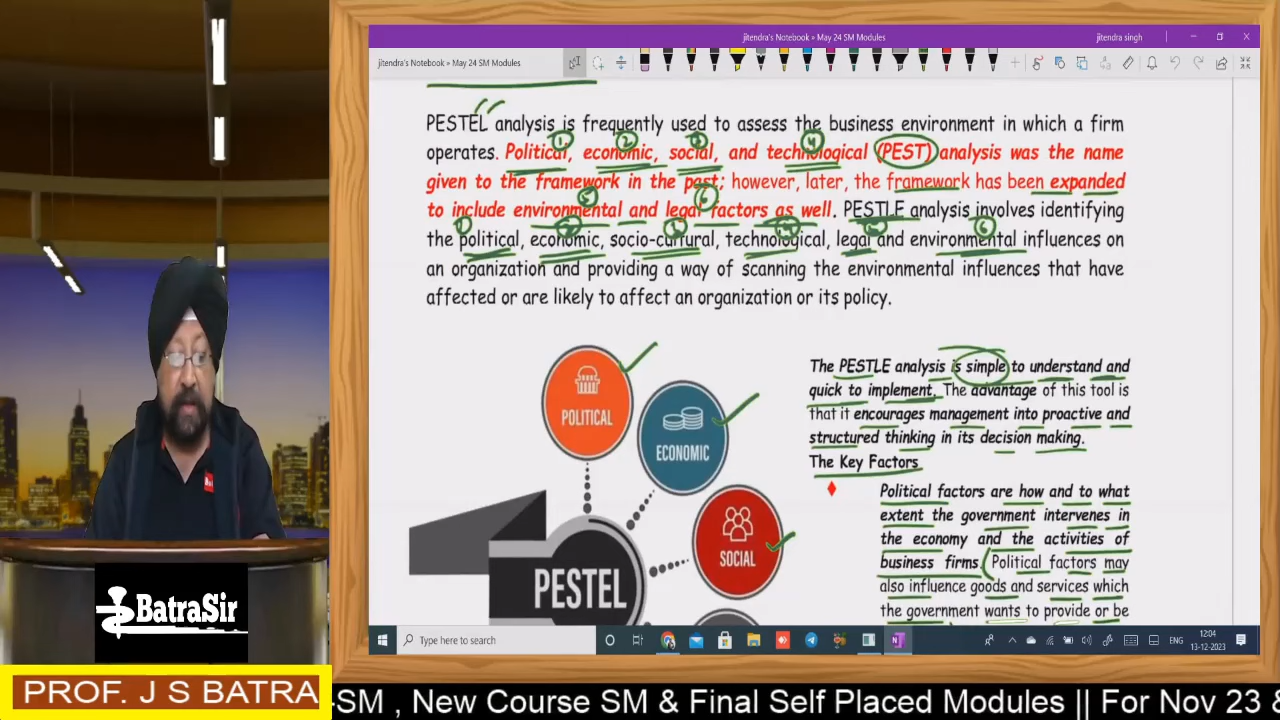 jitendra's Notebook » May 24 SM Modules
jitendra singh
jitendra's Notebook » May 24 SM Modules
PESTEL analysis is frequently used to assess the business environment in which a firm
operates. Political, economic, social, and technological (PEST) analysis was the name
given to the framework in the past; however, later, the framework has been expanded
to include environmental and legal factors as well. PESTLE analysis involves identifying
the political, economic, socio-cultural, technological, legal and environmental influences on
an organization and providing a way of scanning the environmental influences that have
affected or are likely to affect an organization or its policy.
The PESTLE analysis is simple to understand and
quick to implement. The advantage of this tool is
that it encourages management into proactive and
structured thinking in its decision making.
The Key Factors
Political factors are how and to what
extent the government intervenes in
the economy and the activities of
business firms. Political factors may
also influence goods and services which
the government wants to provide or be
POLITICAL
ECONOMIC
SOCIAL
PESTEL
Type here to search
ENG
12:04
13-12-2023
BatraSir
PROF. J S BATRA
-SM , New Course SM & Final Self Placed Modules || For Nov 23 &